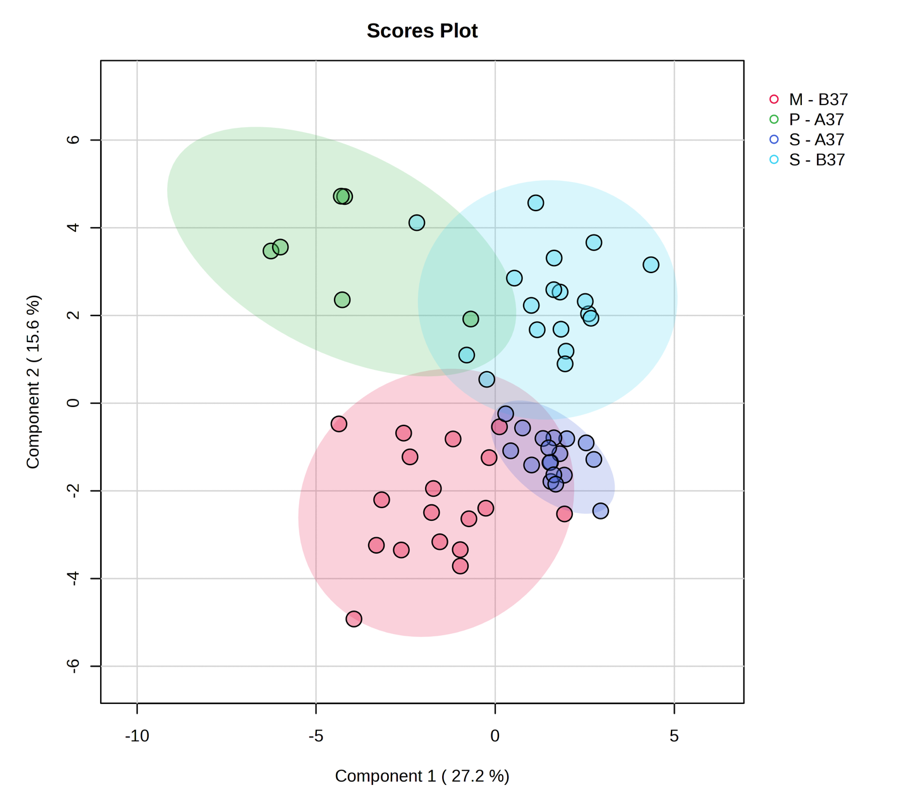 Scores Plot
M - B37
P - A37
S - A37
S - B37
6
4
2
0
-2
-4
-6
Component 2 ( 15.6 %)
-10
-5
0
5
Component 1 ( 27.2 %)